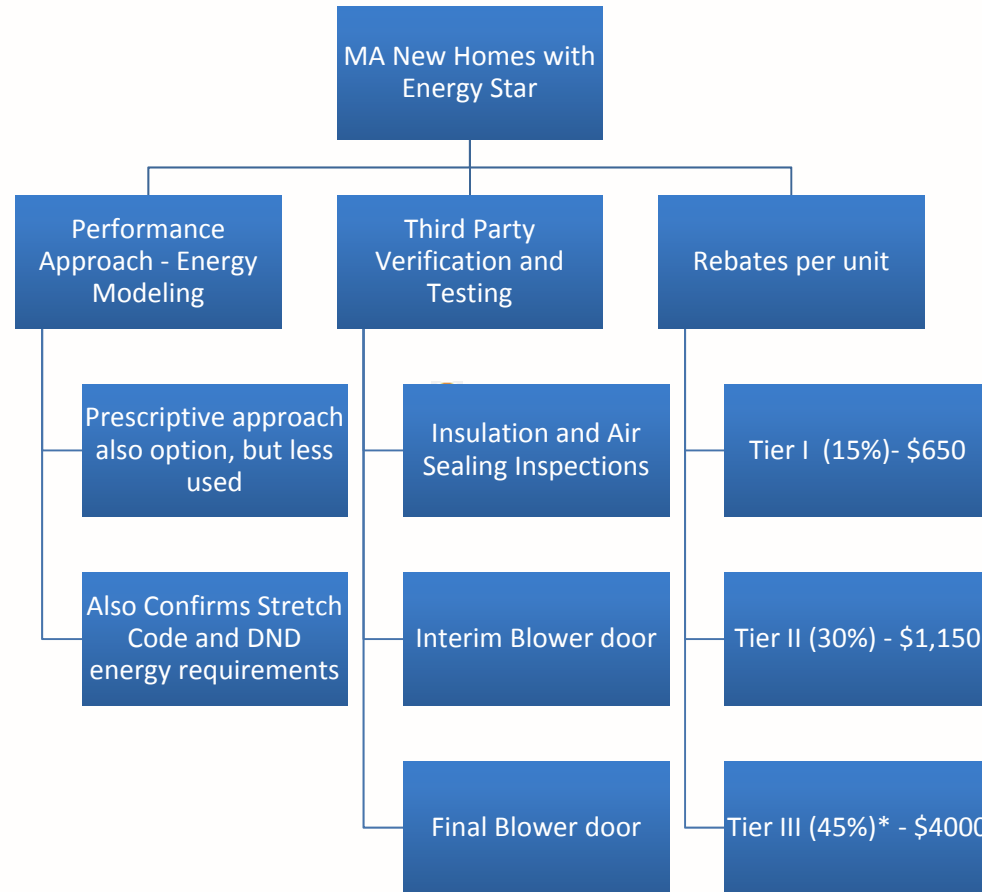 MA New Homes with
Energy Star
Performance
Approach - Energy
Modeling
Prescriptive approach
also option, but less
used
Also Confirms Stretch
Code and DND
energy requirements
Third Party
Verification and
Testing
Insulation and Air
Sealing Inspections
Interim Blower door
Final Blower door
Rebates per unit
Tier I  (15%)- $650
Tier II (30%) - $1,150
Tier III (45%)* - $4000